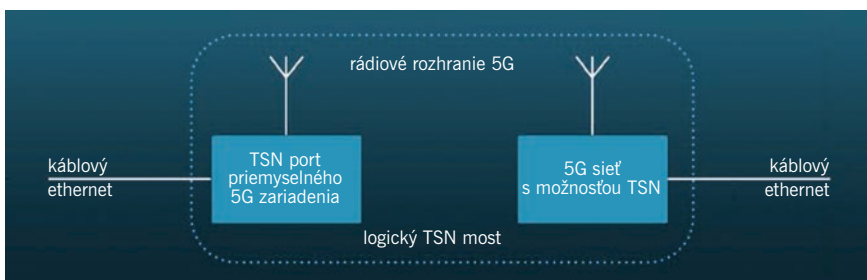 rádiové rozhranie 5G
káblový
ethernet
TSN port
priemyselného
5G zariadenia
5G sieť
s možnosťou TSN
káblový
ethernet
logický TSN most